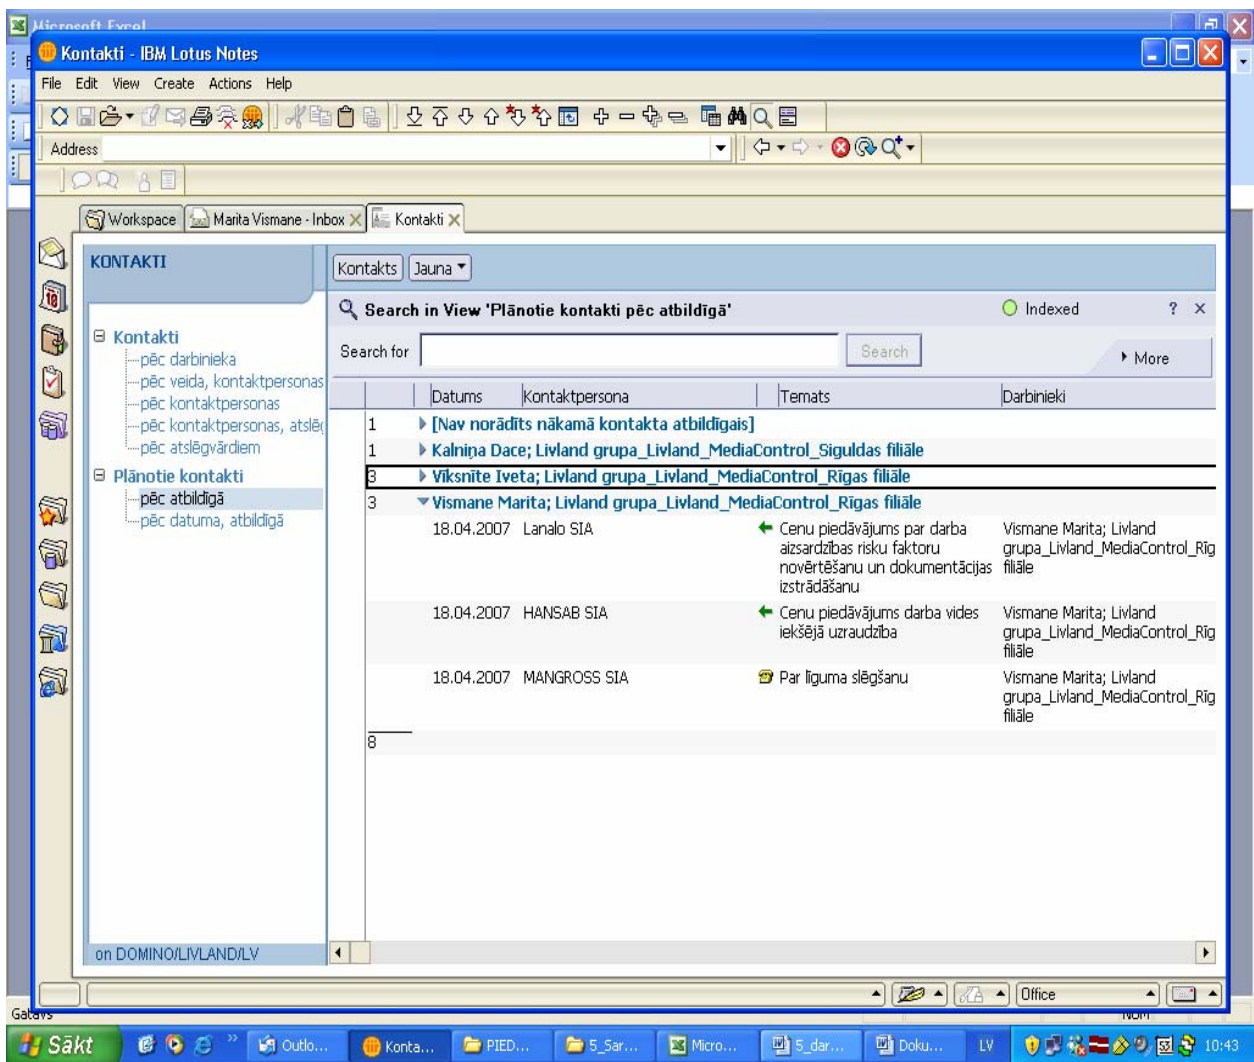 Microsoft Excel
Kontakti - IBM Lotus Notes
File Edit View Create Actions Help
Address
Workspace Marita Vismane - Inbox Kontakti
KONTAKTI
Kontakts Jauna
Search in View 'Plānotie kontakti pēc atbildīgā' Indexed ? x
Search for Search
More
Kontakti
pēc darbinieka
pēc veida, kontaktpersonas
pēc kontaktpersonas
pēc kontaktpersonas, atslēg
pēc atslēgvārdiem
Plānotie kontakti
pēc atbildīgā
pēc datuma, atbildīgā
Datums Kontaktpersona Temats Darbinieki
1 [Nav norādīts nākamā kontakta atbildīgais]
1 Kalniņa Dace; Livland grupa_Livland_MediaControl_Siguldas filiāle
3 Vīksnīte Iveta; Livland grupa_Livland_MediaControl_Rīgas filiāle
3 Vismane Marita; Livland grupa_Livland_MediaControl_Rīgas filiāle
18.04.2007 Lanalo SIA Cenu piedāvājums par darba Vismane Marita; Livland
aizsardzības risku faktoru grupa_Livland_MediaControl_Rīg
novērtēšanu un dokumentācijas filiāle
izstrādāšanu
18.04.2007 HANSAB SIA Cenu piedāvājums darba vides Vismane Marita; Livland
iekšējā uzraudzība grupa_Livland_MediaControl_Rīg
filiāle
18.04.2007 MANGROSS SIA Par līguma slēgšanu Vismane Marita; Livland
grupa_Livland_MediaControl_Rīg
filiāle
8
on DOMINO/LIVLAND/LV
Office
Gatavs NUM
Sākt Outlo... Konta... PIED... 5_Sar... Micro... 5_dar... Doku... LV 10:43